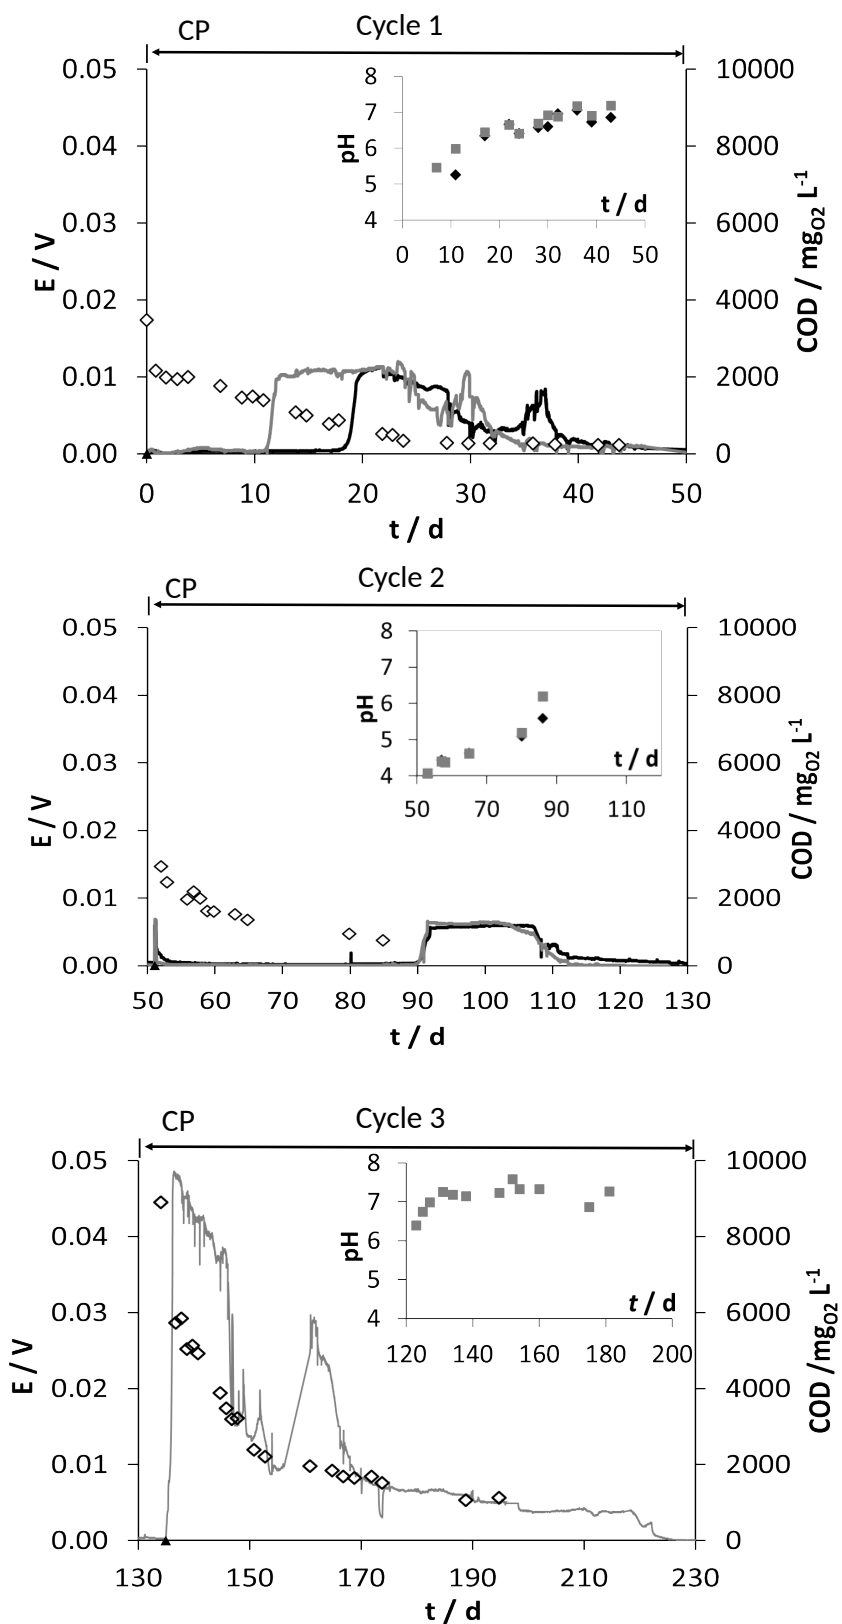 CP Cycle 1
0.05 10000
0.04 8000
0.03 6000
0.02 4000
0.01 2000
0.00 0
E / V
COD / mgO2 L-1
8
7
6
5
4
pH
t / d
0 10 20 30 40 50
0 10 20 30 40 50
t / d
CP Cycle 2
0.05 10000
0.04 8000
0.03 6000
0.02 4000
0.01 2000
0.00 0
E / V
COD / mgO2 L-1
8
7
6
5
4
pH
t / d
50 70 90 110
50 60 70 80 90 100 110 120 130
t / d
CP Cycle 3
0.05 10000
0.04 8000
0.03 6000
0.02 4000
0.01 2000
0.00 0
E / V
COD /mgO2 L-1
8
7
6
5
4
pH
t / d
120 140 160 180 200
130 150 170 190 210 230
t / d